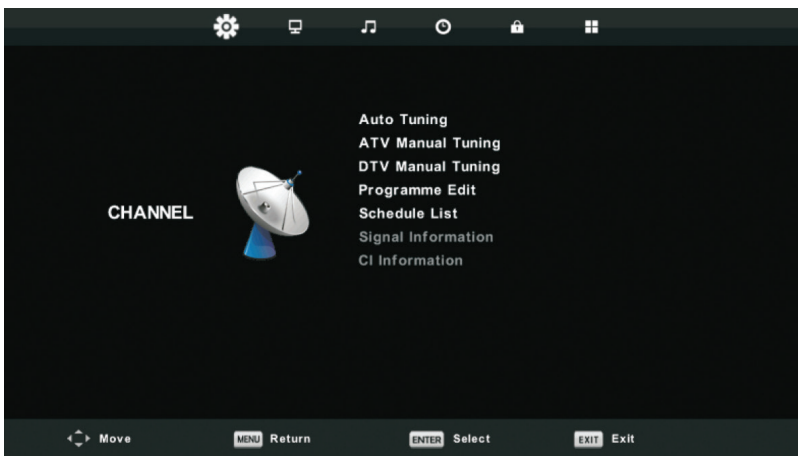 CHANNEL
Auto Tuning
ATV Manual Tuning
DTV Manual Tuning
Programme Edit
Schedule List
Signal Information
CI Information
Move MENU Return ENTER Select EXIT Exit